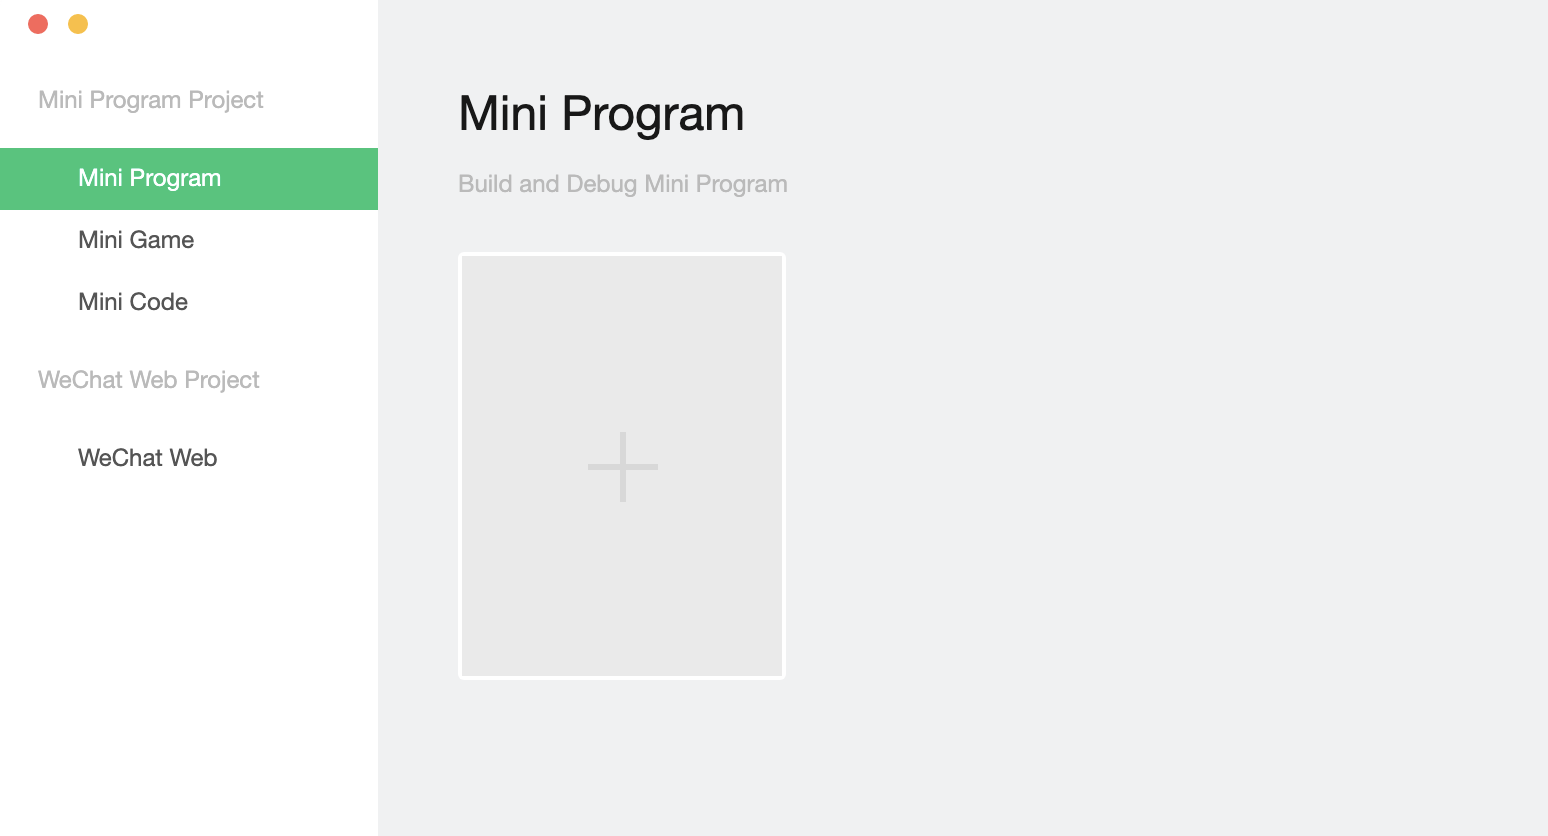 Mini Program Project
Mini Program
Mini Game
Mini Code
WeChat Web Project
WeChat Web
Mini Program
Build and Debug Mini Program